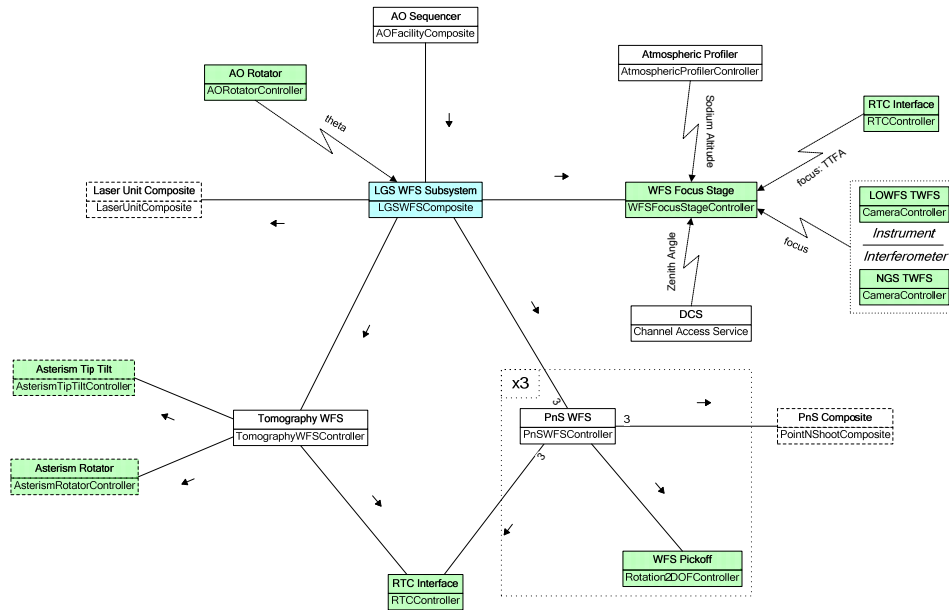 AO Sequencer
AOFacilityComposite
Atmospheric Profiler
AtmosphericProfilerController
AO Rotator
AORotatorController
RTC Interface
RTCController
theta
Sodium Altitude
focus: TTFA
Laser Unit Composite
LaserUnitComposite
LGS WFS Subsystem
LGSWFSComposite
WFS Focus Stage
WFSFocusStageController
LOWFS TWFS
CameraController
Instrument
Interferometer
NGS TWFS
CameraController
focus
Zenith Angle
DCS
Channel Access Service
Asterism Tip Tilt
AsterismTipTiltController
x3
3
Tomography WFS
TomographyWFSController
PnS WFS
PnSWFSController
3
PnS Composite
PointNShootComposite
3
Asterism Rotator
AsterismRotatorController
WFS Pickoff
Rotation2DOFController
RTC Interface
RTCController